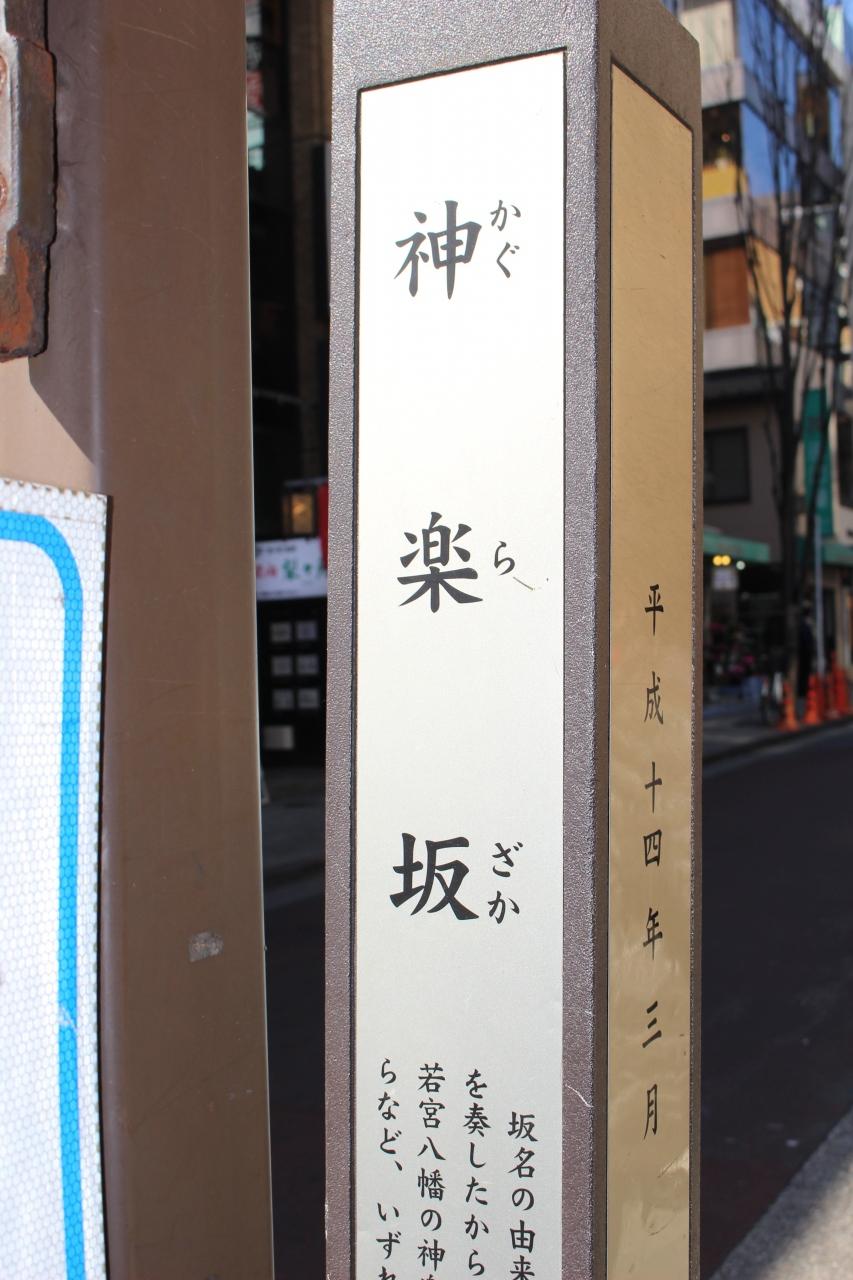 神楽坂
かぐらざか
坂名の由来
を奏したから
若宮八幡の神
らなど、いずれ
平成十四年三月